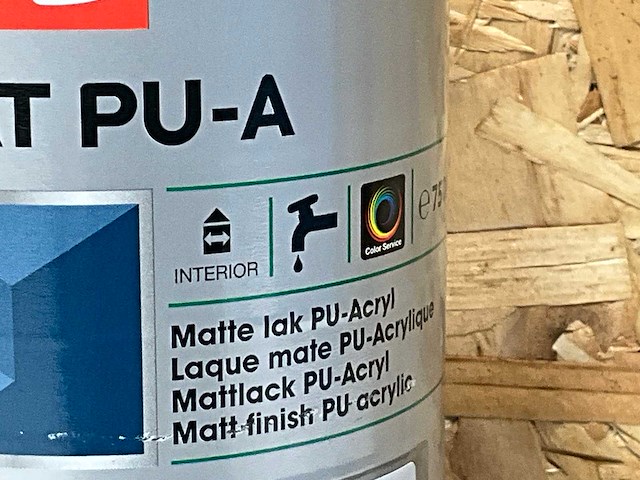 PU-A
INTERIOR
Color Service
Matte lak PU-Acryl
Laque mate PU-Acrylique
Mattlack PU-Acryl
Matt finish PU acrylic